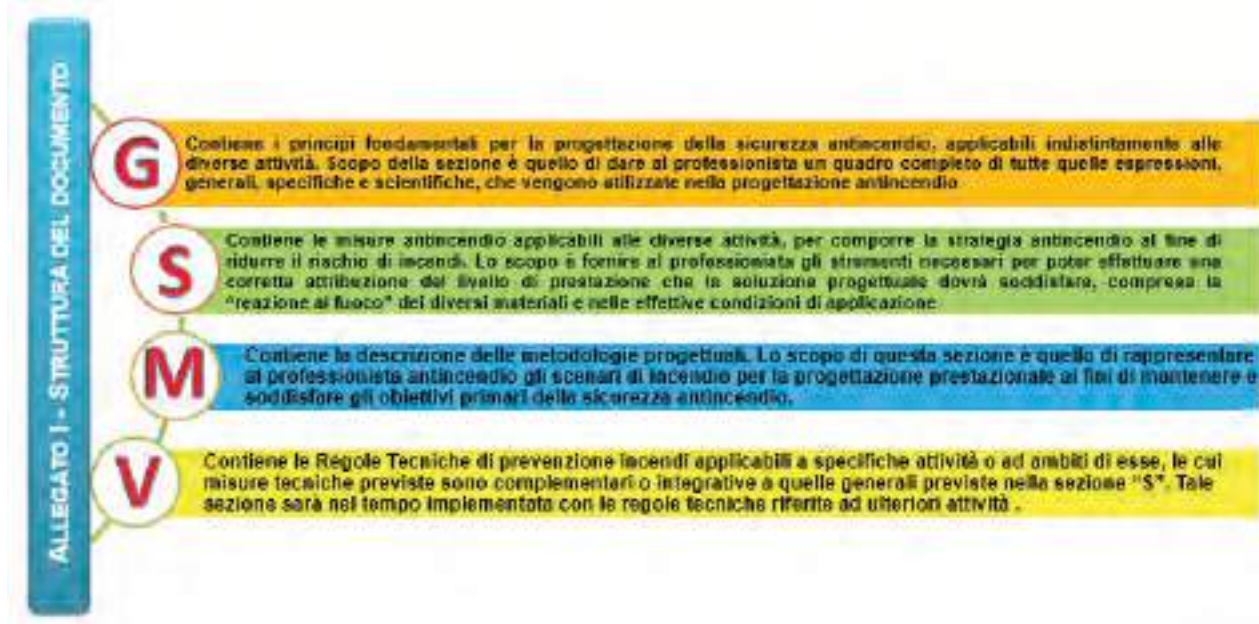 ALLEGATO I - STRUTTURA DEL DOCUMENTO
G
Contiene i principi fondamentali per la progettazione della sicurezza antincendio, applicabili indistintamente alle
diverse attività. Scopo della sezione è quello di dare al professionista un quadro completo di tutte quelle espressioni,
generali, specifiche e scientifiche, che vengono utilizzate nella progettazione antincendio
S
Contiene le misure antincendio applicabili alle diverse attività, per comporre la strategia antincendio al fine di
ridurre il rischio di incendi. Lo scopo è fornire al professionista gli strumenti necessari per poter effettuare una
corretta attribuzione del livello di prestazione che la soluzione progettuale dovrà soddisfare, compresa la
"reazione al fuoco" dei diversi materiali e nelle effettive condizioni di applicazione
M
Contiene la descrizione delle metodologie progettuali. Lo scopo di questa sezione è quello di rappresentare
al professionista antincendio gli scenari di incendio per la progettazione prestazionale ai fini di mantenere e
soddisfare gli obiettivi primari della sicurezza antincendio.
V
Contiene le Regole Tecniche di prevenzione incendi applicabili a specifiche attività o ad ambiti di esse, le cui
misure tecniche previste sono complementari o integrative a quelle generali previste nella sezione "S". Tale
sezione sarà nel tempo implementata con le regole tecniche riferite ad ulteriori attività .